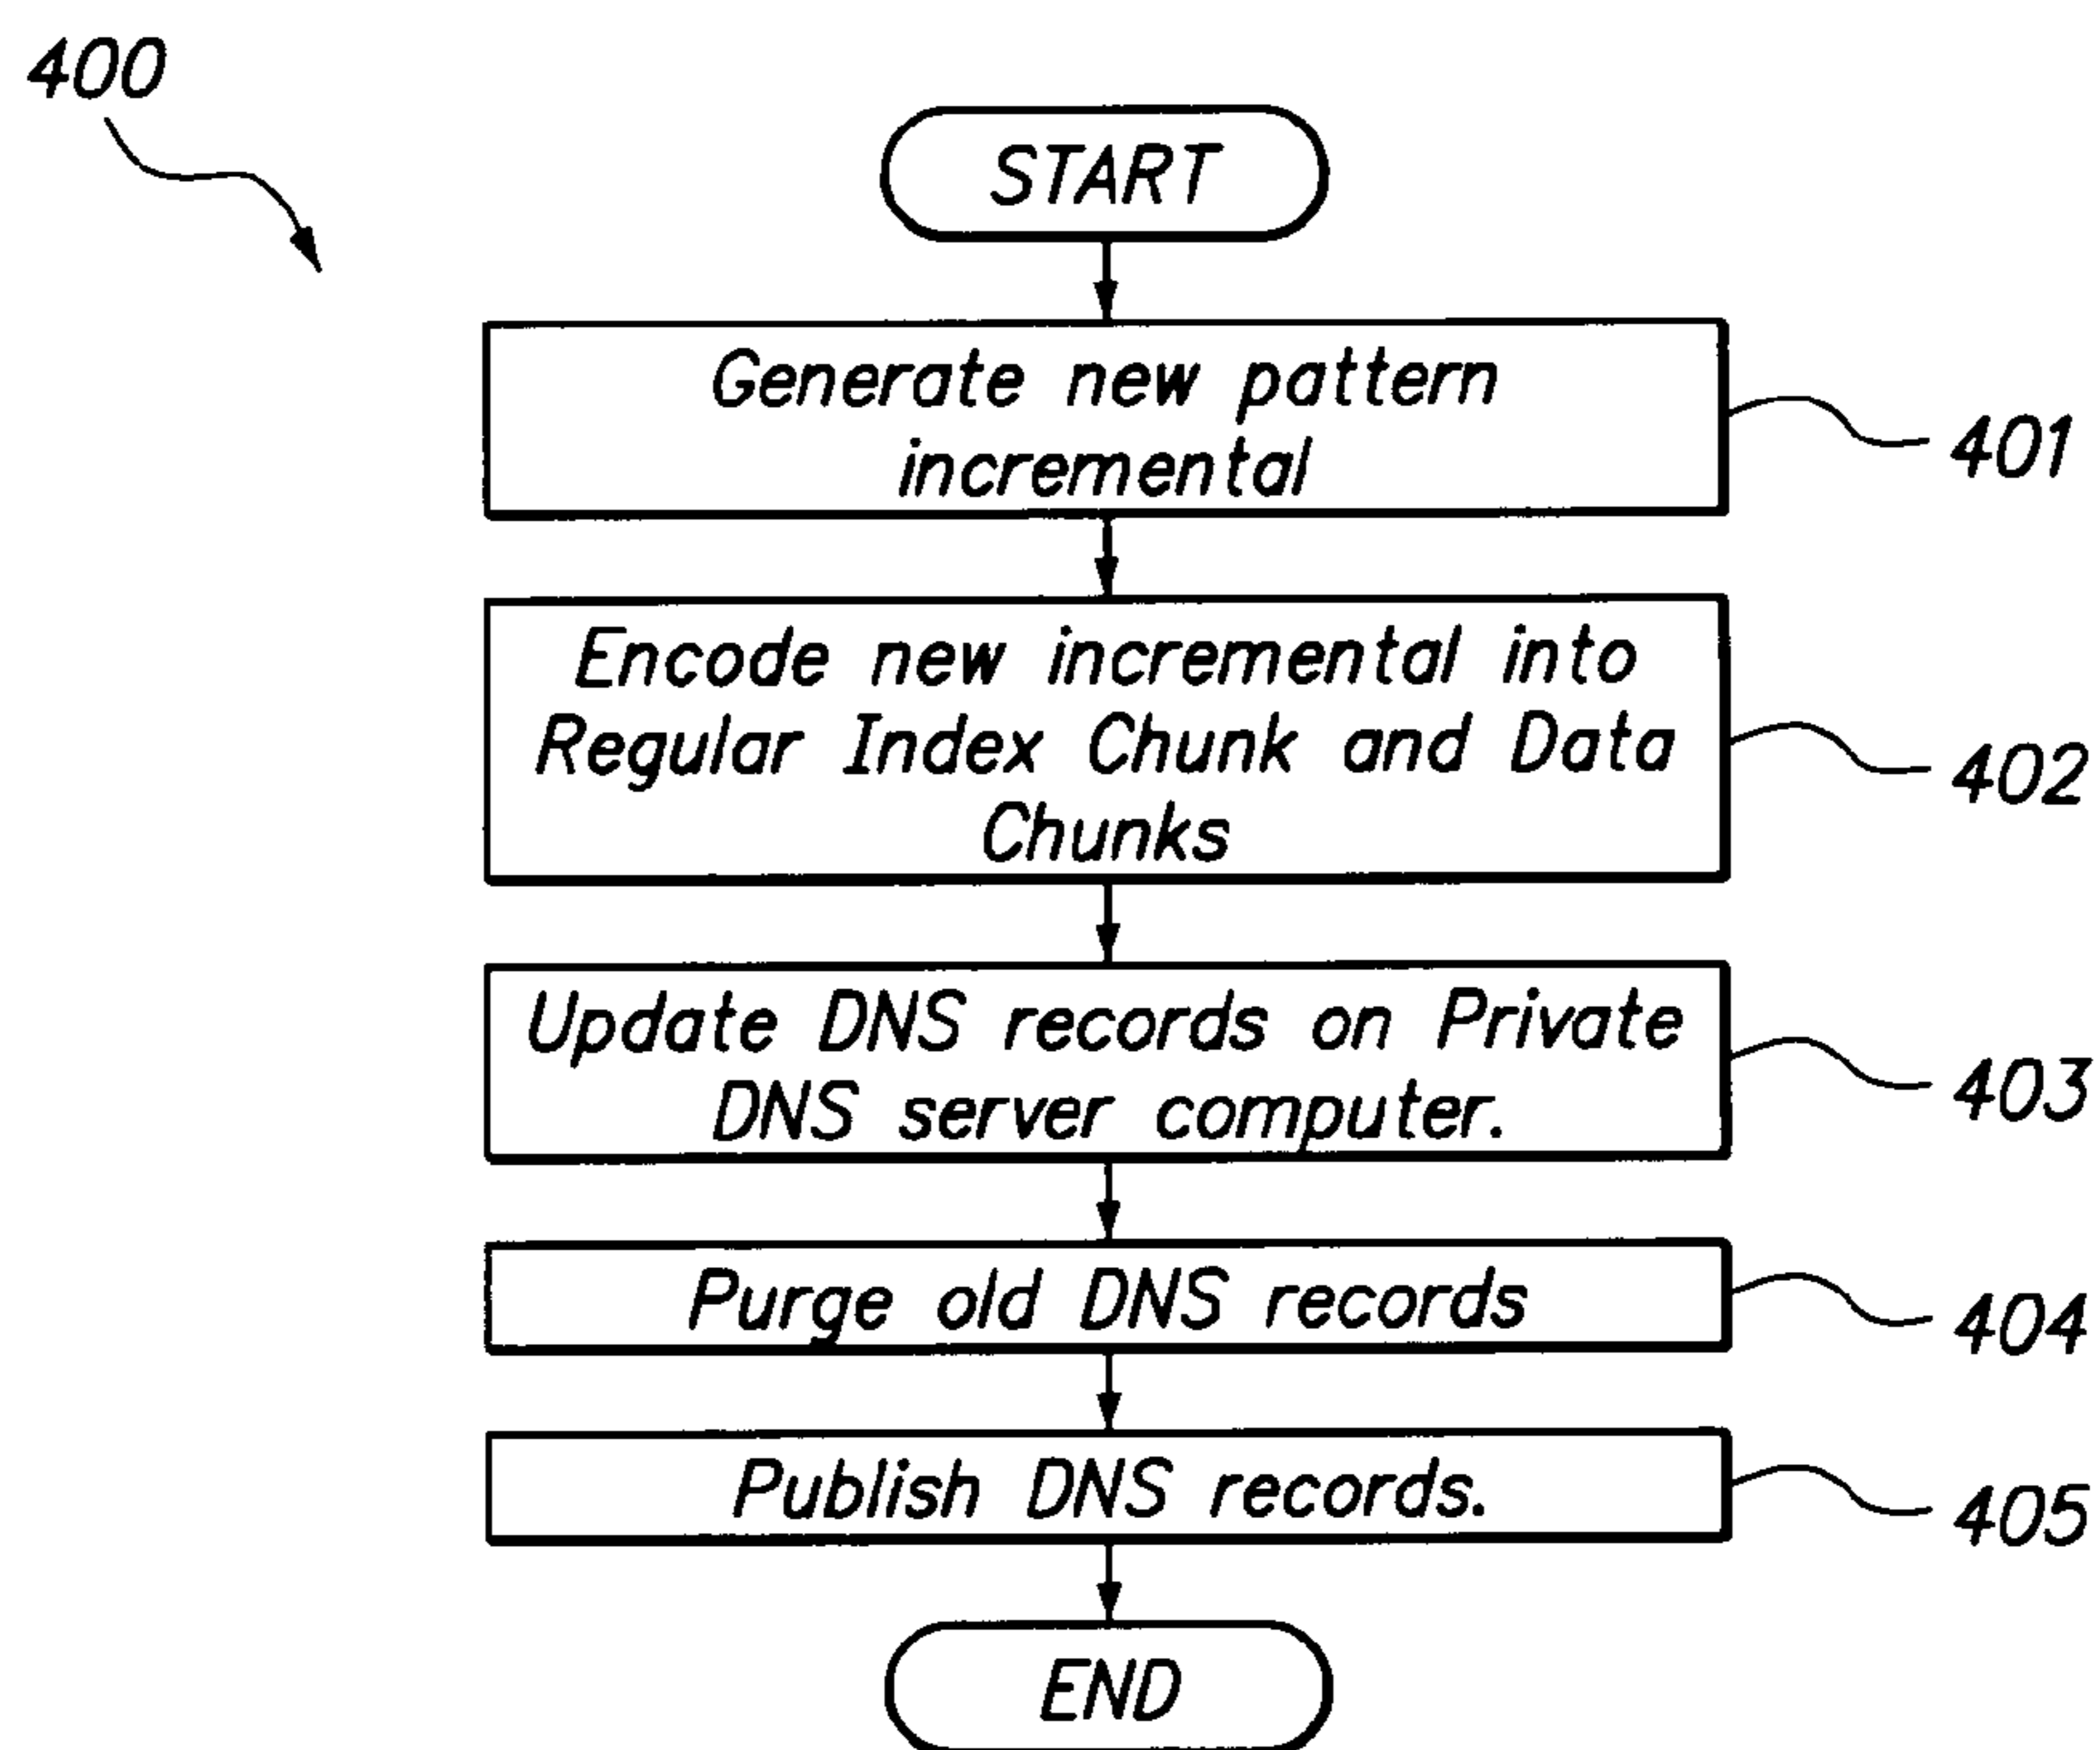 400
START
Generate new pattern
incremental
401
Encode new incremental into
Regular Index Chunk and Data
Chunks
402
Update DNS records on Private
DNS server computer.
403
Purge old DNS records
404
Publish DNS records.
405
END